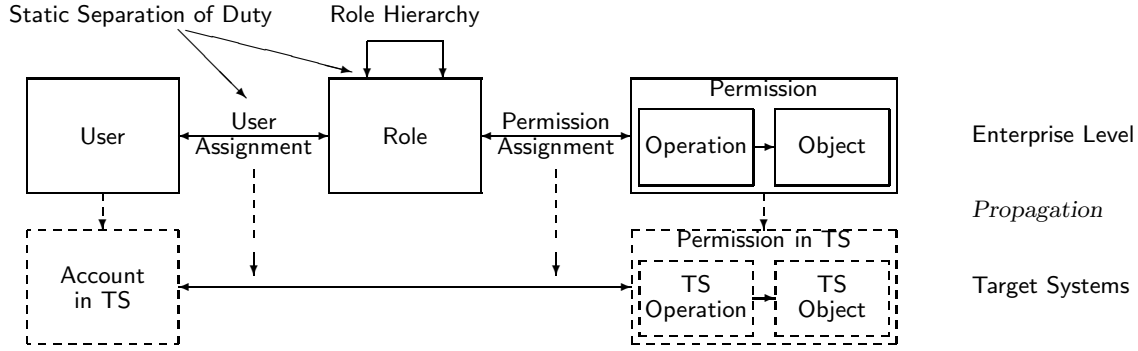 Static Separation of Duty
Role Hierarchy
User
User
Assignment
Role
Permission
Assignment
Permission
Operation
Object
Enterprise Level
Propagation
Account
in TS
Permission in TS
TS
Operation
TS
Object
Target Systems